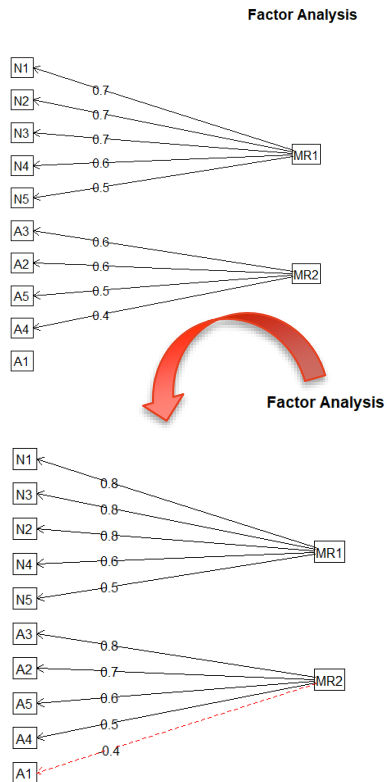 Factor Analysis
N1
0.7
N2
0.7
N3
0.7
MR1
N4
0.6
N5
0.5
A3
0.6
A2
0.6
MR2
A5
0.5
A4
0.4
A1
Factor Analysis
N1
0.8
N3
0.8
N2
0.8
MR1
N4
0.6
N5
0.5
A3
0.8
A2
0.7
MR2
A5
0.6
A4
0.5
A1
-0.4